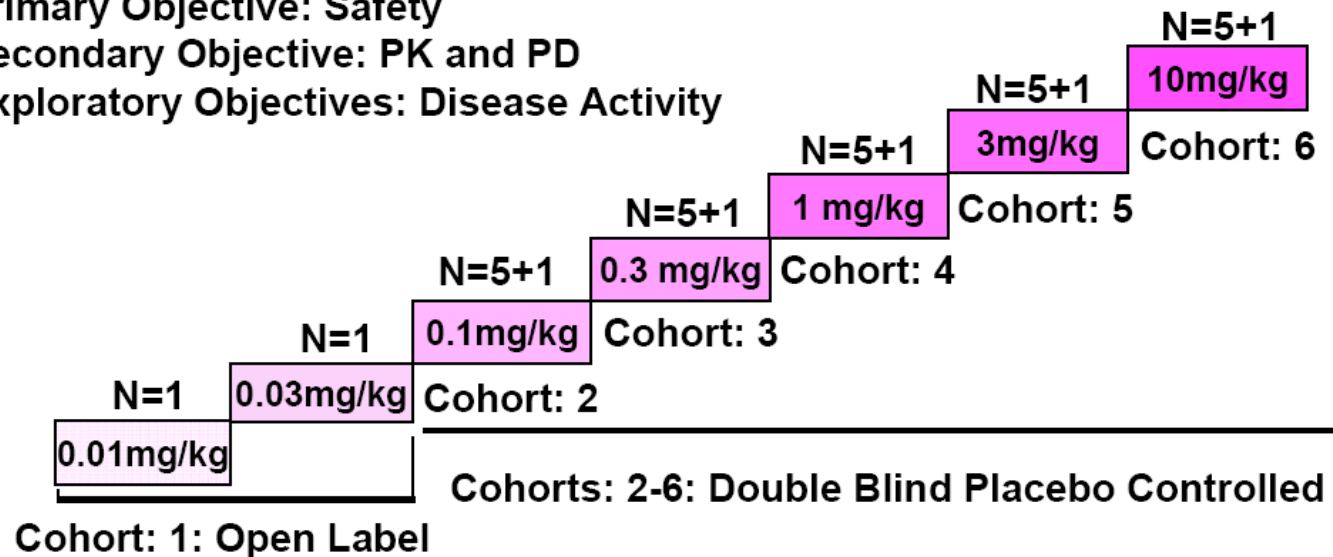 rimary Objective: Safety
econdary Objective: PK and PD
xploratory Objectives: Disease Activity
N=5+1
10mg/kg
N=5+1
3mg/kg
Cohort: 6
N=5+1
1 mg/kg
Cohort: 5
N=5+1
0.3 mg/kg
Cohort: 4
N=5+1
0.1mg/kg
Cohort: 3
N=1
0.03mg/kg
Cohort: 2
N=1
0.01mg/kg
Cohorts: 2-6: Double Blind Placebo Controlled
Cohort: 1: Open Label